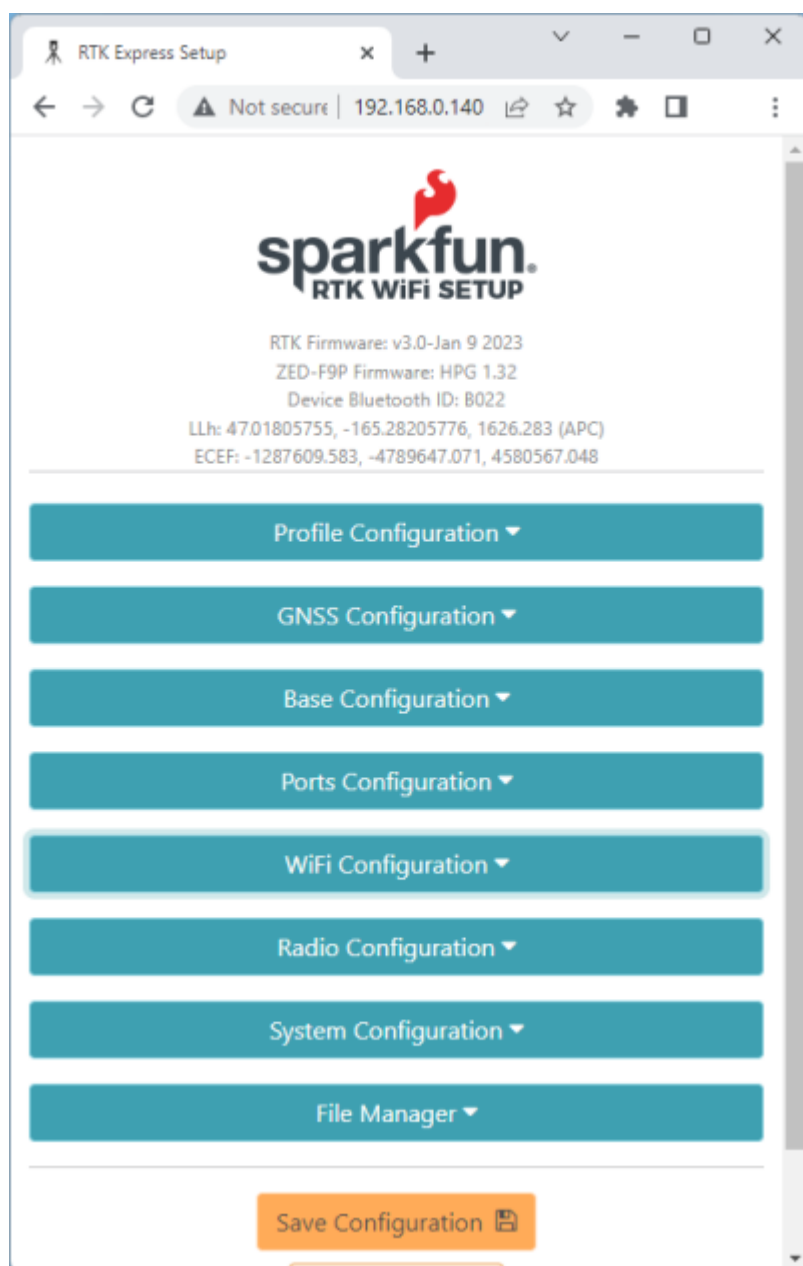 RTK Express Setup
Not secure 192.168.0.140
sparkfun.
RTK WiFi SETUP
RTK Firmware: v3.0-Jan 9 2023
ZED-F9P Firmware: HPG 1.32
Device Bluetooth ID: B022
LLh: 47.01805755, -165.28205776, 1626.283 (APC)
ECEF: -1287609.583, -4789647.071, 4580567.048
Profile Configuration
GNSS Configuration
Base Configuration
Ports Configuration
WiFi Configuration
Radio Configuration
System Configuration
File Manager
Save Configuration